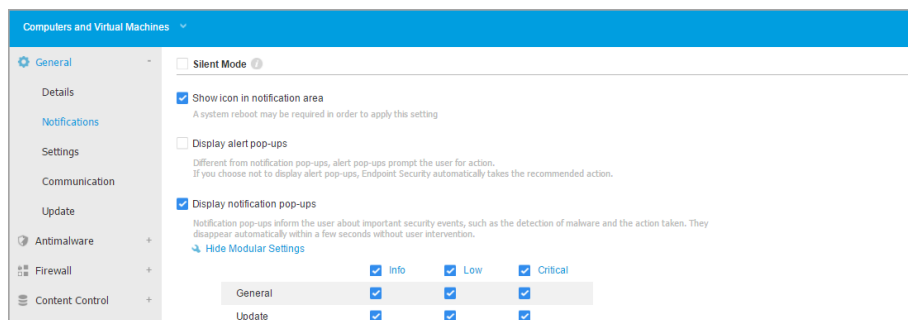 Computers and Virtual Machines
General
-
Details
Notifications
Settings
Communication
Update
Antimalware
+
Firewall
+
Content Control
+
Silent Mode
Show icon in notification area
A system reboot may be required in order to apply this setting
Display alert pop-ups
Different from notification pop-ups, alert pop-ups prompt the user for action.
If you choose not to display alert pop-ups, Endpoint Security automatically takes the recommended action.
Display notification pop-ups
Notification pop-ups inform the user about important security events, such as the detection of malware and the action taken. They
disappear automatically within a few seconds without user intervention.
Hide Modular Settings
Info Low Critical
General
Update